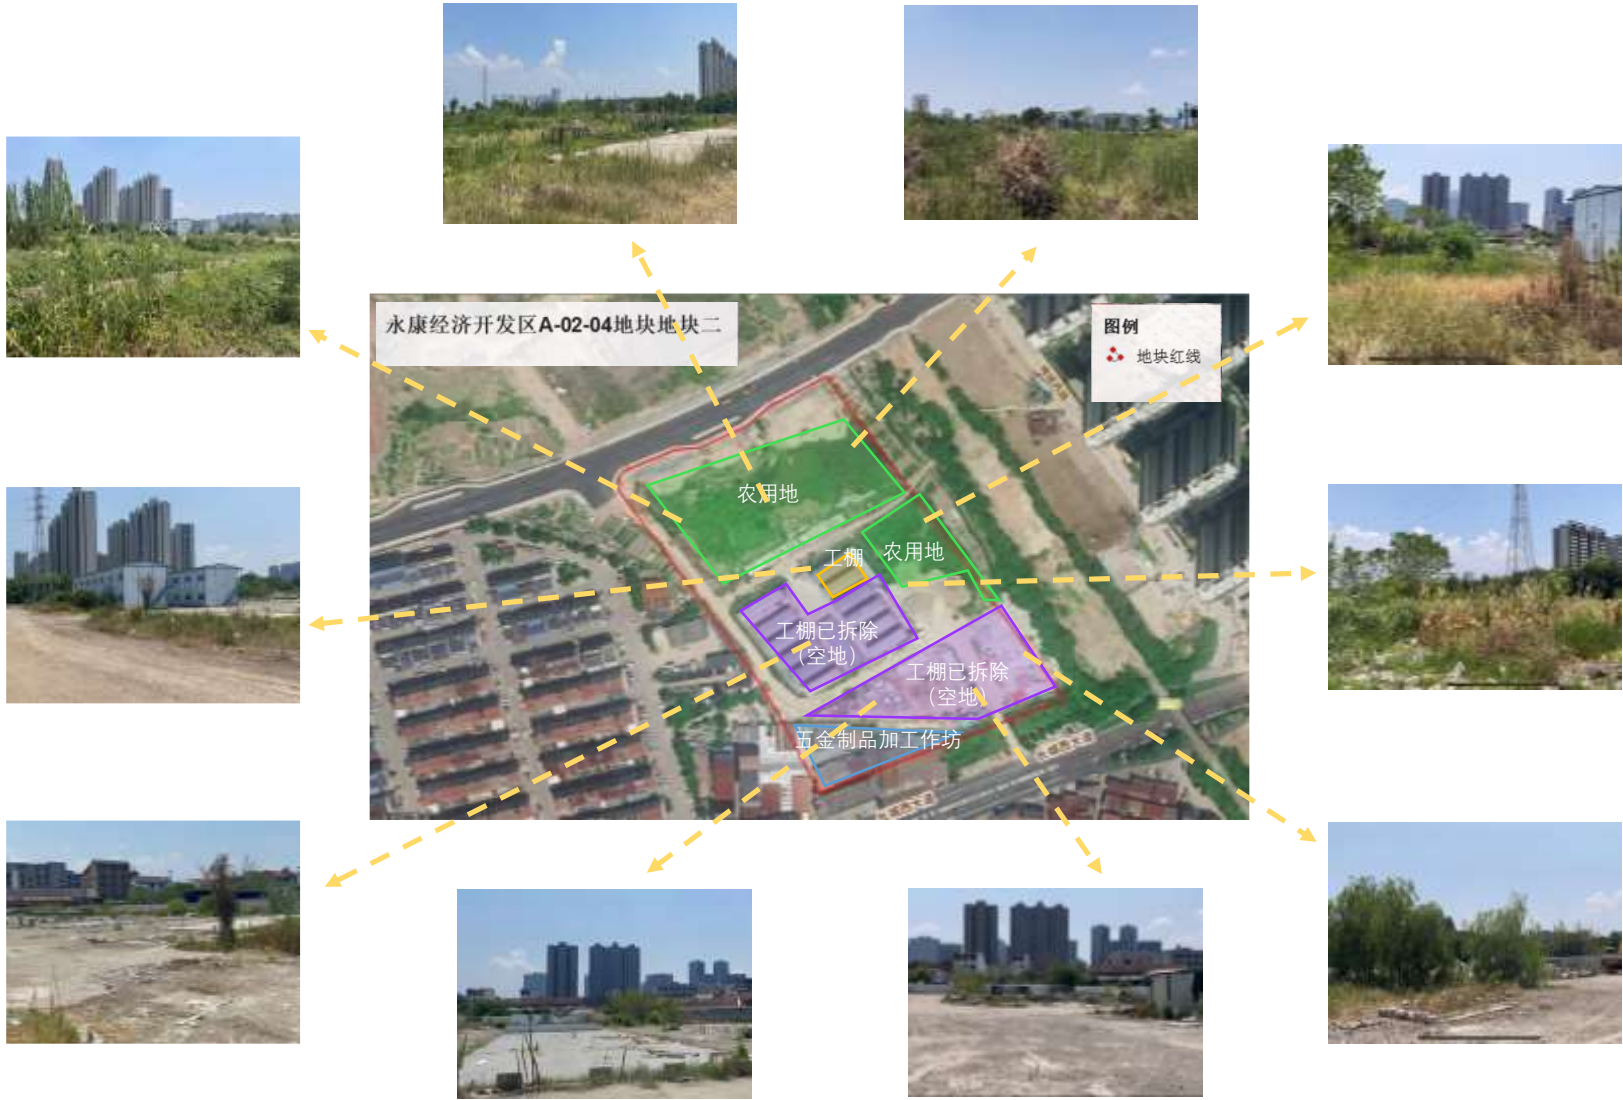 永康经济开发区A-02-04地块地块二
图例
地块红线
农用地
农用地
工棚
工棚已拆除
（空地）
工棚已拆除
（空地）
五金制品加工作坊